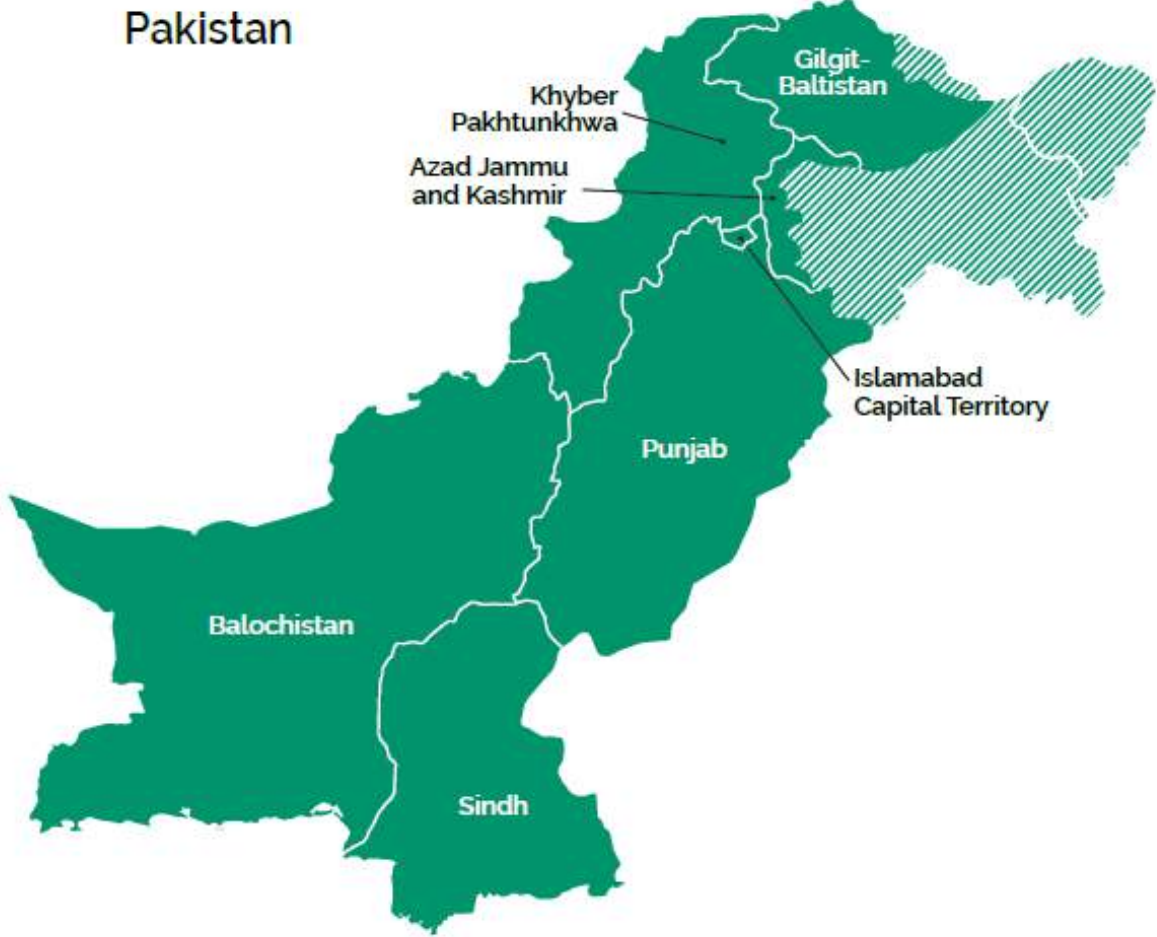 Pakistan
Gilgit-
Baltistan
Khyber
Pakhtunkhwa
Azad Jammu
and Kashmir
Islamabad
Capital Territory
Punjab
Balochistan
Sindh